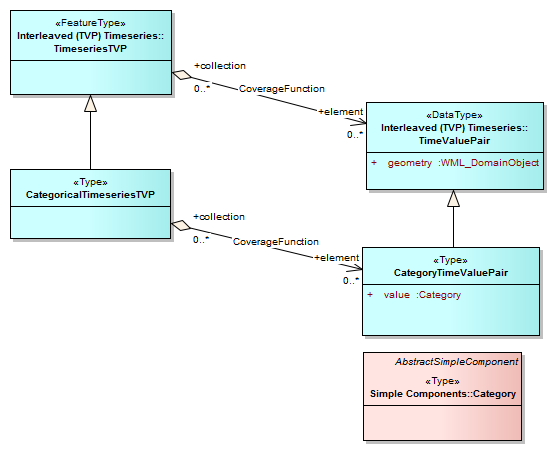 «FeatureType»
Interleaved (TVP) Timeseries::
TimeseriesTVP
+collection
0..*
CoverageFunction
+element
0..*
«DataType»
Interleaved (TVP) Timeseries::
TimeValuePair
+ geometry :WML_DomainObject
«Type»
CategoricalTimeseriesTVP
+collection
0..*
CoverageFunction
+element
0..*
«Type»
CategoryTimeValuePair
+ value :Category
AbstractSimpleComponent
«Type»
Simple Components::Category